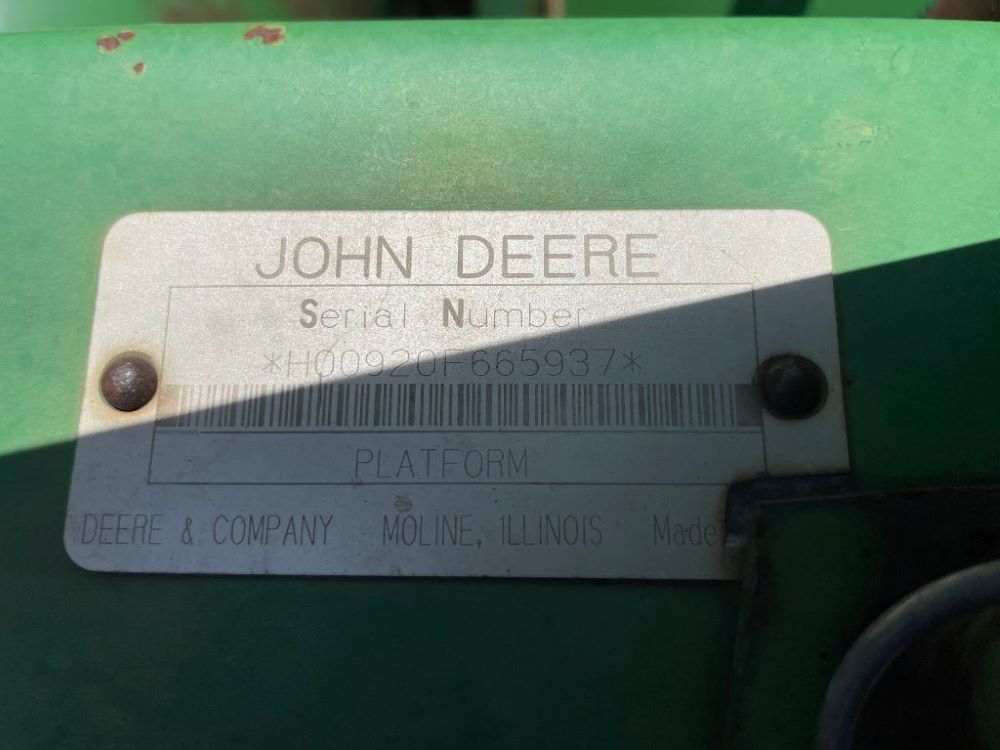 JOHN DEERE
Serial Number
*H00920F665937*
PLATFORM
DEERE & COMPANY MOLINE, ILLINOIS Made